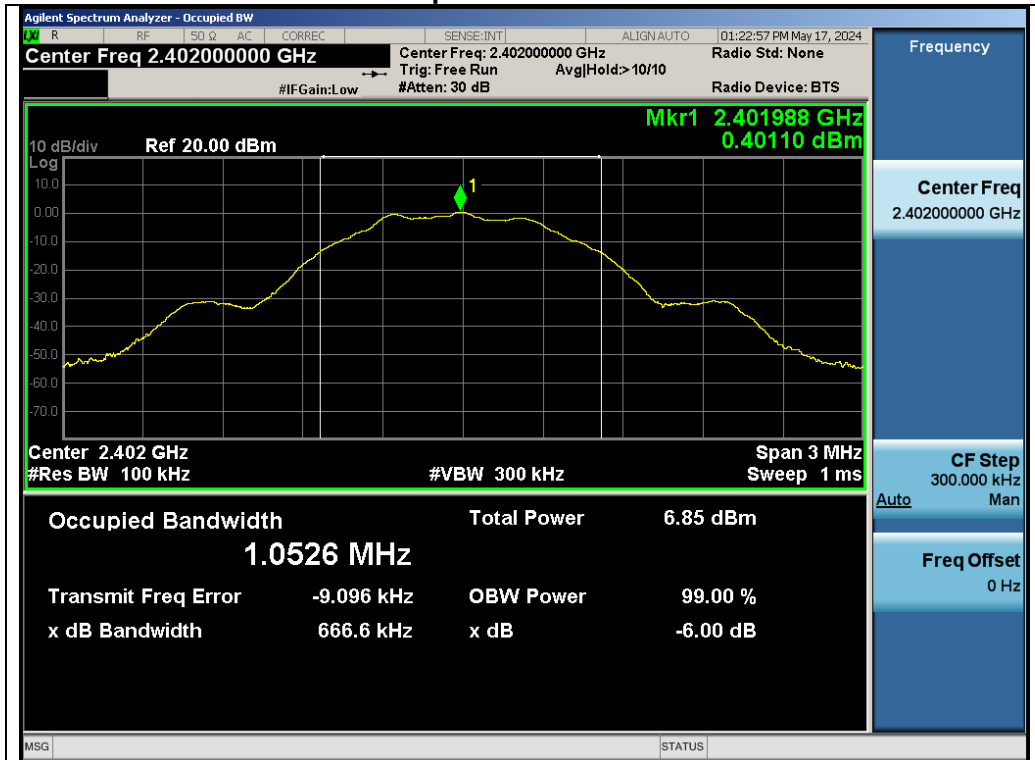 Agilent Spectrum Analyzer - Occupied BW
LXI R RF 50 Ω AC CORREC SENSE:INT ALIGN AUTO 01:22:57 PM May 17, 2024
Center Freq 2.402000000 GHz
Center Freq: 2.402000000 GHz
Radio Std: None
Trig: Free Run Avg|Hold:>10/10
#IFGain:Low
#Atten: 30 dB
Radio Device: BTS
Mkr1 2.401988 GHz
0.40110 dBm
10 dB/div Ref 20.00 dBm
Log
10.0
1
0.00
-10.0
-20.0
-30.0
-40.0
-50.0
-60.0
-70.0
Center 2.402 GHz Span 3 MHz
#Res BW 100 kHz #VBW 300 kHz Sweep 1 ms
Occupied Bandwidth Total Power 6.85 dBm
1.0526 MHz
Transmit Freq Error -9.096 kHz OBW Power 99.00 %
x dB Bandwidth 666.6 kHz x dB -6.00 dB
MSG STATUS
Frequency
Center Freq
2.402000000 GHz
CF Step
300.000 kHz
Auto Man
Freq Offset
0 Hz